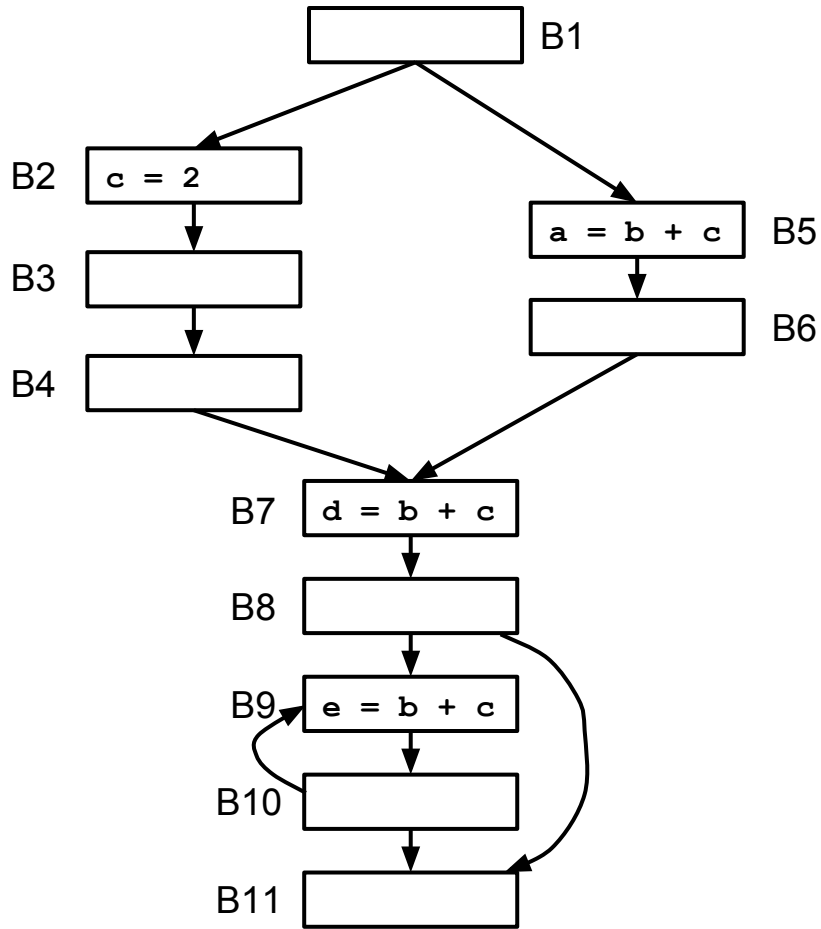 B1
B2 c = 2
a = b + c B5
B3
B6
B4
B7 d = b + c
B8
B9 e = b + c
B10
B11